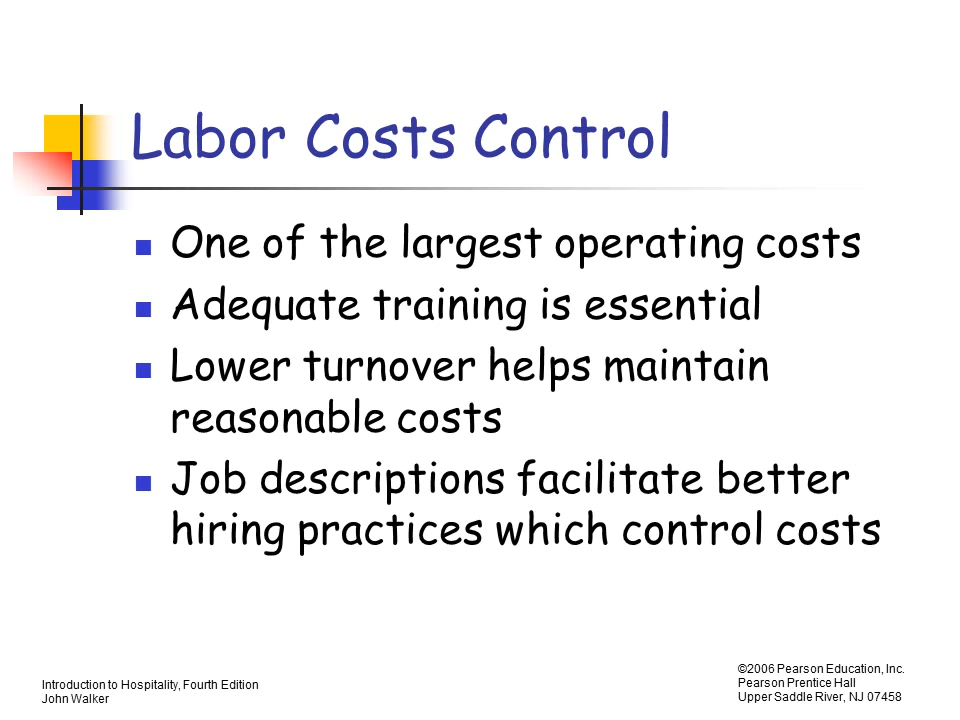 Labor Costs Control
One of the largest operating costs
Adequate training is essential
Lower turnover helps maintain
reasonable costs
Job descriptions facilitate better
hiring practices which control costs
Introduction to Hospitality, Fourth Edition
John Walker
©2006 Pearson Education, Inc.
Pearson Prentice Hall
Upper Saddle River, NJ 07458